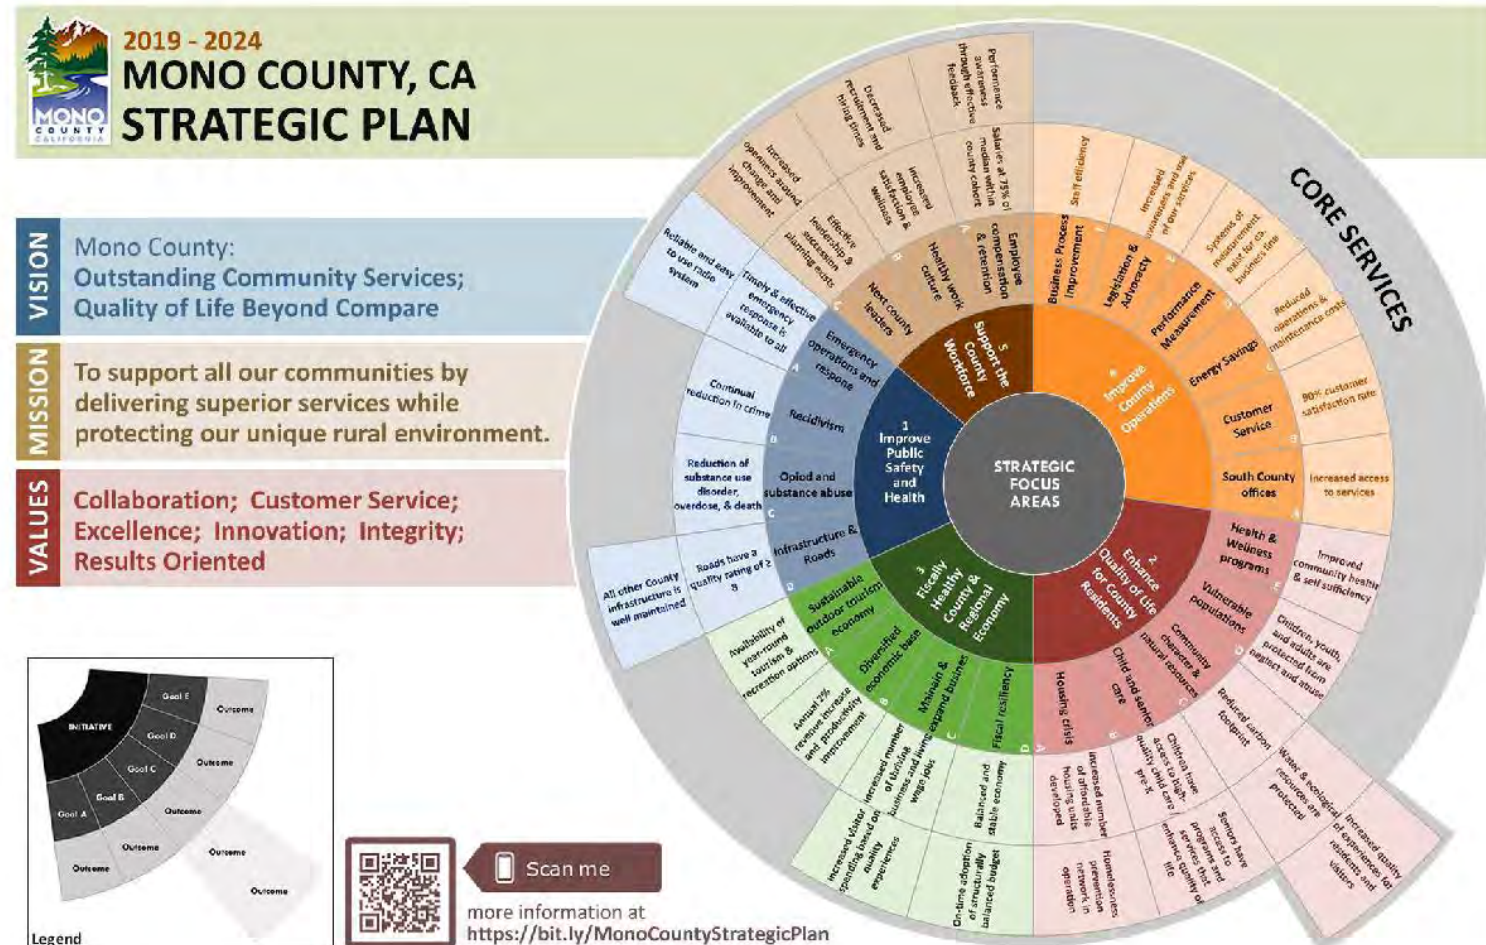 2019 - 2024
MONO COUNTY, CA
STRATEGIC PLAN
MONO
COUNTY
CALIFORNIA
VISION
Mono County:
Outstanding Community Services;
Quality of Life Beyond Compare
MISSION
To support all our communities by
delivering superior services while
protecting our unique rural environment.
VALUES
Collaboration; Customer Service;
Excellence; Innovation; Integrity;
Results Oriented
CORE SERVICES
STRATEGIC
FOCUS
AREAS
1
Improve
Public
Safety
and
Health
Emergency
operations and
respone
A
Recidivism
B
Opiod and
substance abuse
C
Infrastructure &
Roads
D
Timely & effective
emergency
response is
available to all
Reliable and easy
to use radio
system
Continual
reduction in crime
Reduction of
substance use
disorder,
overdose, & death
Roads have a
quality rating of ≥
8
All other County
infrastructure is
well maintained
2
Enhance
Quality of Life
for County
Residents
Housing crisis
A
Child and senior
care
B
Community
character &
natural resources
C
Vulnerable
populations
D
Health &
Wellness
programs
E
Increased number
of affordable
housing units
developed
Homelessness
prevention
network in
operation
Children have
access to high-
quality child care /
pre-K
Seniors have
access to
programs and
services that
enhance quality of
life
Reduced carbon
footprint
Water & ecological
resources are
protected
Increased quality
of experiences for
residents and
visitors
Children, youth,
and adults are
protected from
neglect and abuse
Improved
community health
& self sufficiency
3
Fiscally
Healthy
County &
Regional
Economy
Sustainable
outdoor tourism
economy
A
Diversified
economic base
B
Mainain &
expand busines
C
Fiscal resiliency
D
Availability of
year-round
tourism &
recreation options
Annual 2%
revenue increase
and productivity
improvement
Increased number
of thriving
business and living
wage jobs
Increased visitor
spending based on
quality
experiences
Balanced and
stable economy
On-time adoption
of structurally
balanced budget
4
Improve
County
Operations
South County
offices
A
Customer
Service
B
Energy Savings
C
Performance
Measurement
D
Legislation &
Advocacy
E
Business Process
Improvement
F
Increased access
to services
90% customer
satisfaction rate
Reduced
operations &
maintenance costs
Systems of
measurement
exist for ea.
business line
Increased
awareness and use
of our services
Staff efficiency
5
Support the
County
Workforce
Employee
compensation
& retention
A
Healthy work
culture
B
Next county
leaders
C
Salaries at 75% of
median within
county cohort
Performance
awareness
through effective
feedback
Increased
employee
satisfaction &
wellness
Decreased
recruitment and
hiring times
Effective
leadership &
succession
planning exists
Increased
openness around
change and
improvement
INITIATIVE
Goal A
Goal B
Goal C
Goal D
Goal E
Outcome
Outcome
Outcome
Outcome
Outcome
Outcome
Outcome
Legend
Scan me
more information at
https://bit.ly/MonoCountyStrategicPlan